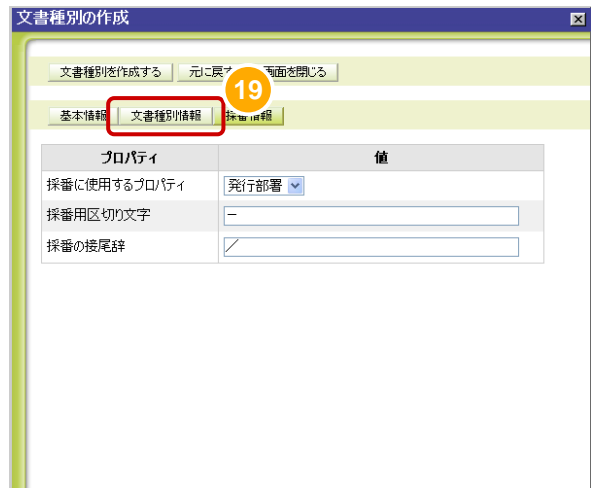 文書種別の作成
文書種別を作成する 元に戻す 画面を閉じる
19
基本情報 文書種別情報 採番情報
プロパティ 値
採番に使用するプロパティ 発行部署
採番用区切り文字 －
採番の接尾辞 ／